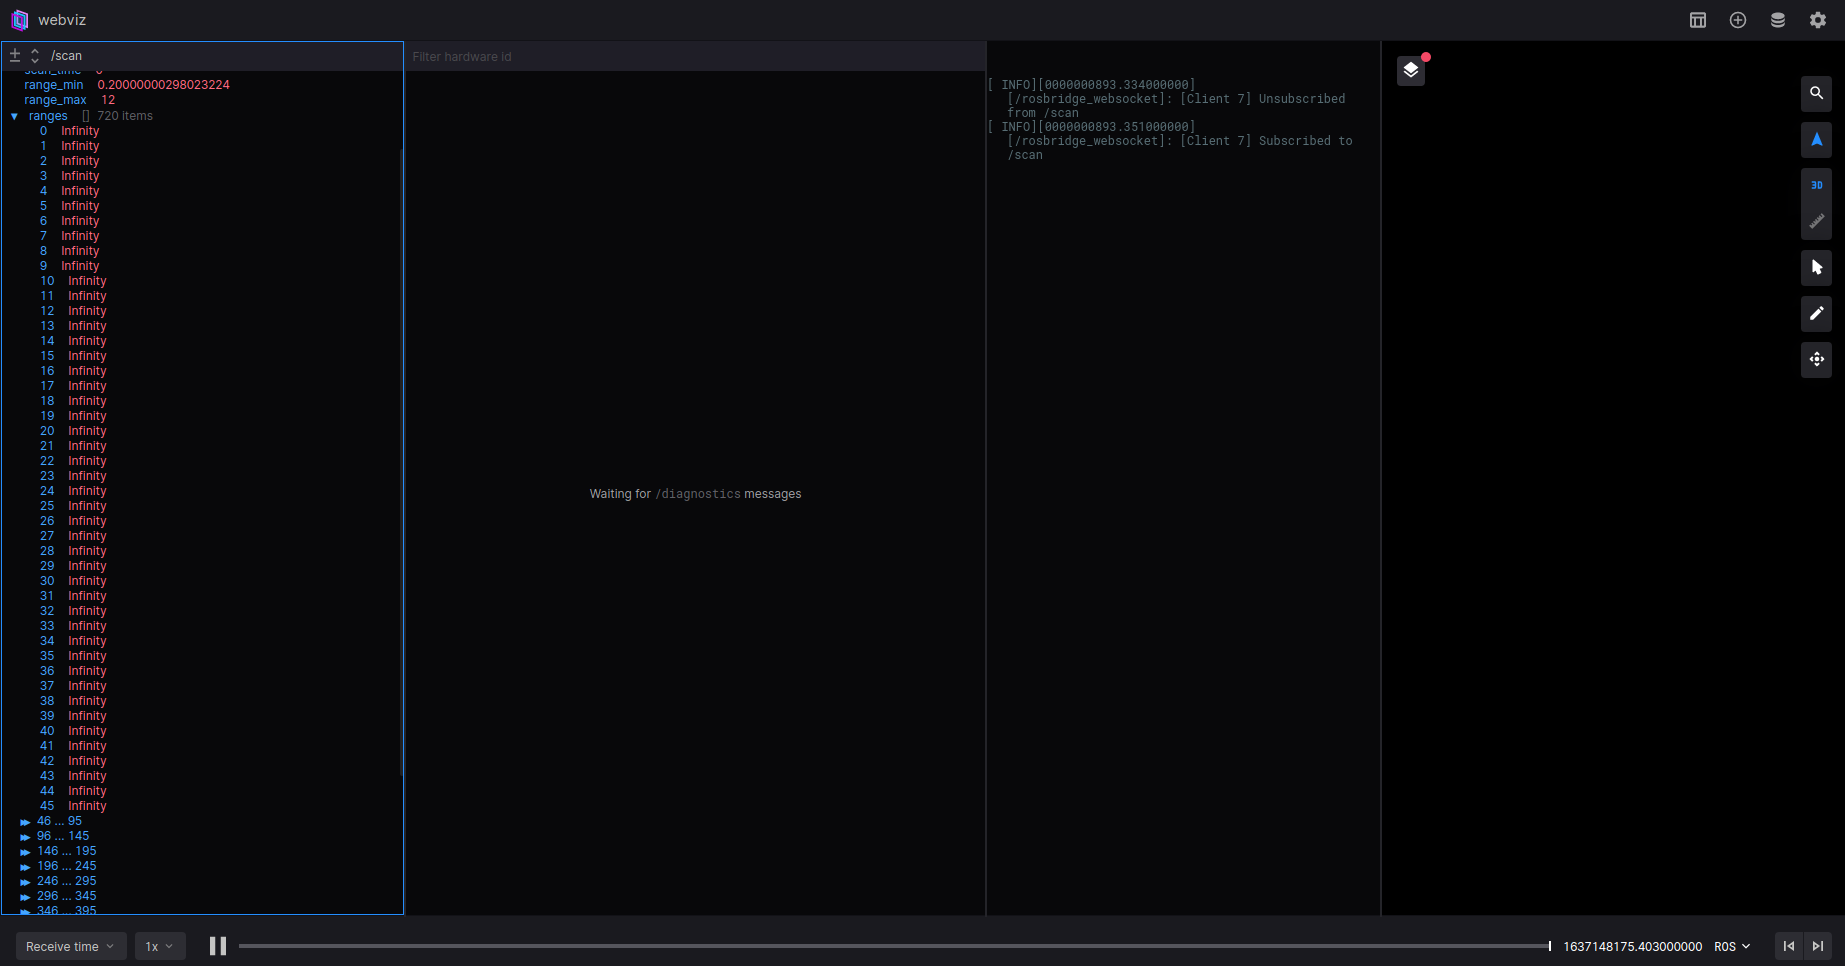 webviz
/scan
scan_time 0
range_min 0.20000000298023224
range_max 12
ranges [] 720 items
0 Infinity
1 Infinity
2 Infinity
3 Infinity
4 Infinity
5 Infinity
6 Infinity
7 Infinity
8 Infinity
9 Infinity
10 Infinity
11 Infinity
12 Infinity
13 Infinity
14 Infinity
15 Infinity
16 Infinity
17 Infinity
18 Infinity
19 Infinity
20 Infinity
21 Infinity
22 Infinity
23 Infinity
24 Infinity
25 Infinity
26 Infinity
27 Infinity
28 Infinity
29 Infinity
30 Infinity
31 Infinity
32 Infinity
33 Infinity
34 Infinity
35 Infinity
36 Infinity
37 Infinity
38 Infinity
39 Infinity
40 Infinity
41 Infinity
42 Infinity
43 Infinity
44 Infinity
45 Infinity
46 ... 95
96 ... 145
146 ... 195
196 ... 245
246 ... 295
296 ... 345
346 ... 395
Filter hardware id
Waiting for /diagnostics messages
[ INFO][0000000893.334000000]
[/rosbridge_websocket]: [Client 7] Unsubscribed
from /scan
[ INFO][0000000893.351000000]
[/rosbridge_websocket]: [Client 7] Subscribed to
/scan
3D
Receive time
1x
1637148175.403000000 ROS